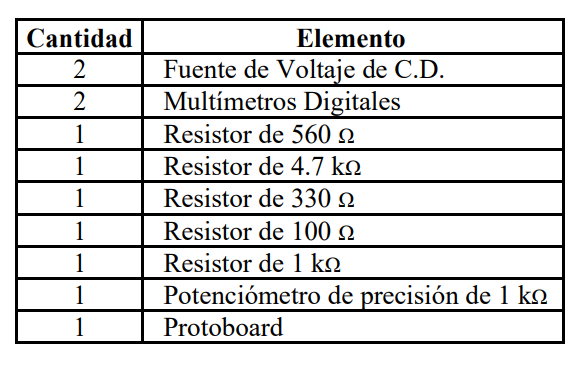 Cantidad Elemento
2 Fuente de Voltaje de C.D.
2 Multímetros Digitales
1 Resistor de 560 Ω
1 Resistor de 4.7 kΩ
1 Resistor de 330 Ω
1 Resistor de 100 Ω
1 Resistor de 1 kΩ
1 Potenciómetro de precisión de 1 kΩ
1 Protoboard